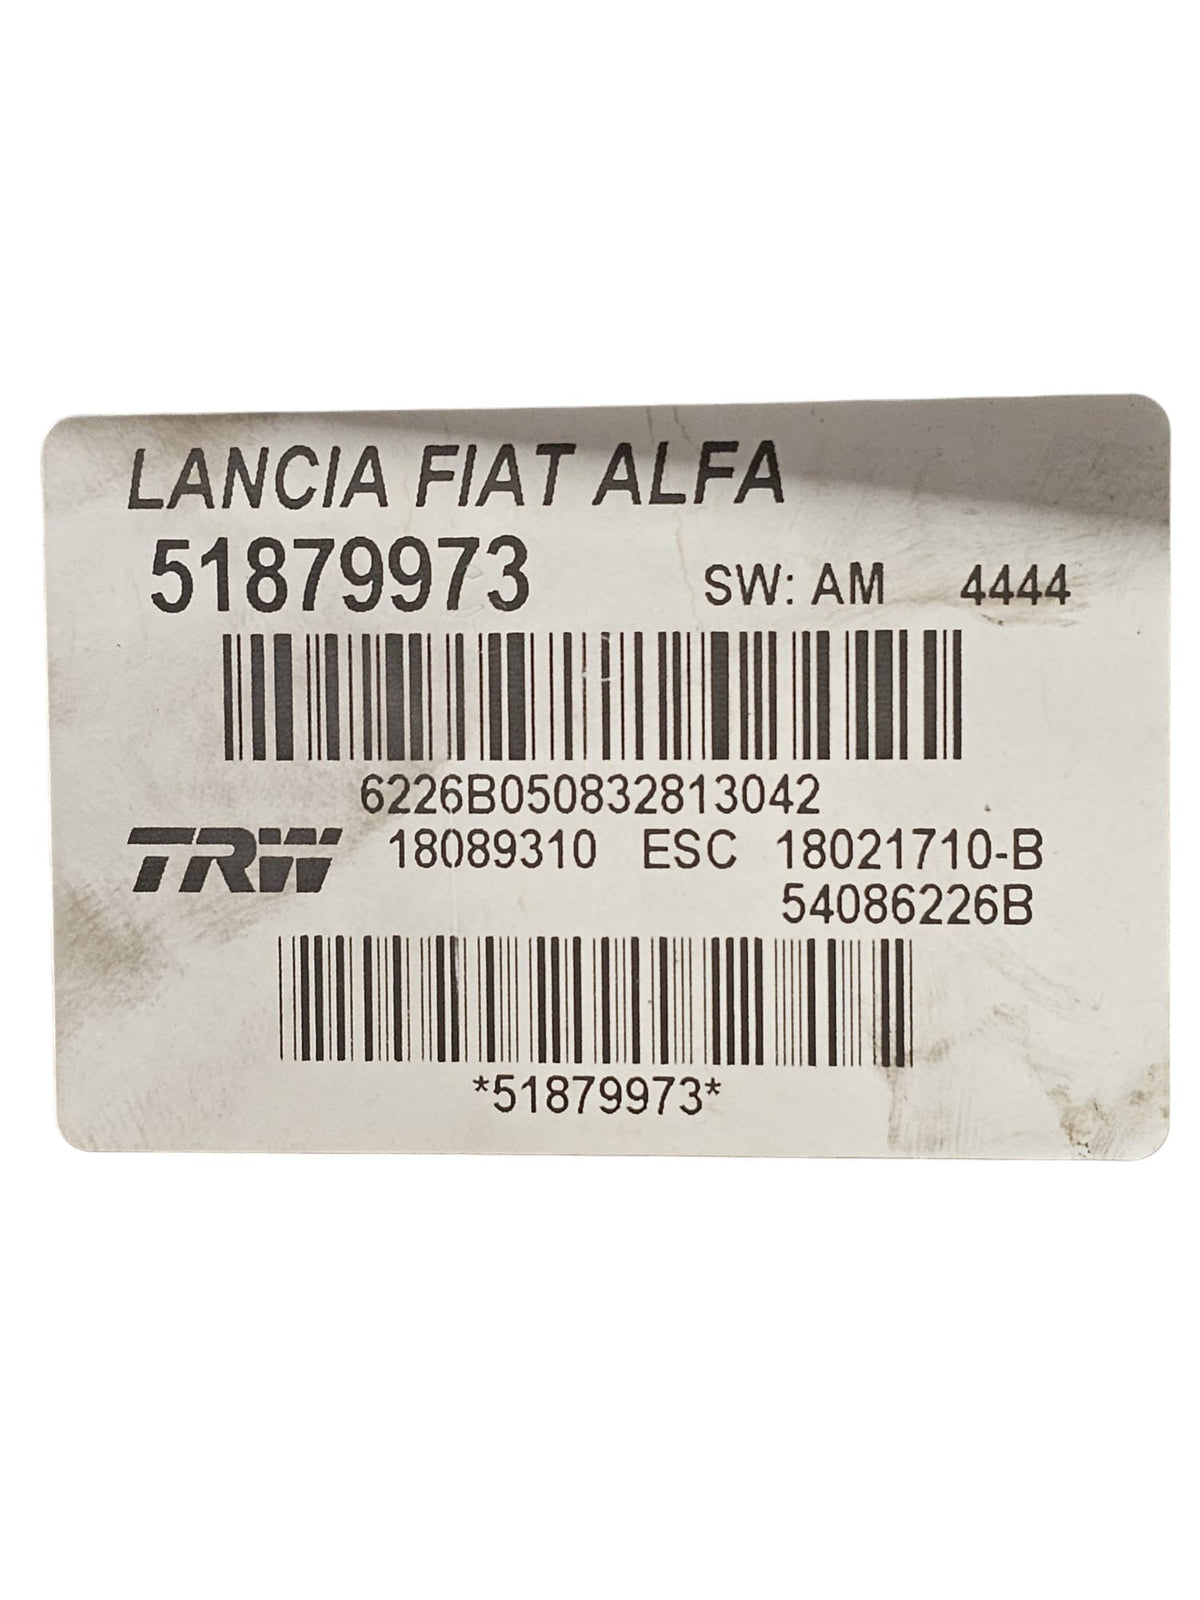 LANCIA FIAT ALFA
51879973 SW: AM 4444
6226B050832813042
TRW 18089310 ESC 18021710-B
54086226B
*51879973*